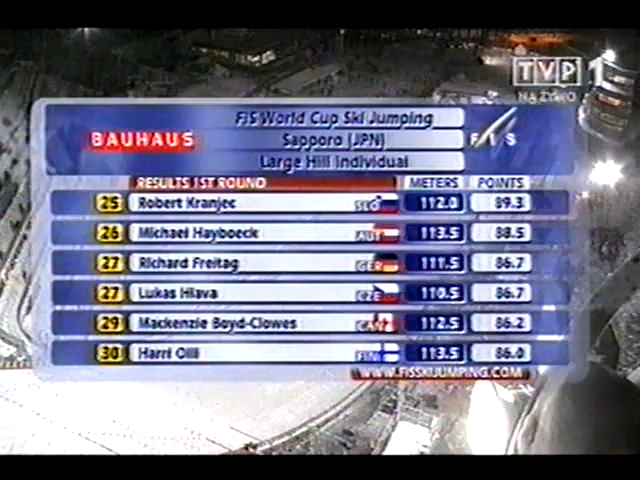 TVP 1
NA ŻYWO
FIS World Cup Ski Jumping
BAUHAUS Sapporo (JPN) FIS
Large Hill Individual
RESULTS 1ST ROUND METERS POINTS
25 Robert Kranjec SLO 112.0 89.3
26 Michael Hayboeck AUT 113.5 88.5
27 Richard Freitag GER 111.5 86.7
27 Lukas Hlava CZE 110.5 86.7
29 Mackenzie Boyd-Clowes CAN 112.5 86.2
30 Harri Olli FIN 113.5 86.0
WWW.FISSKIJUMPING.COM